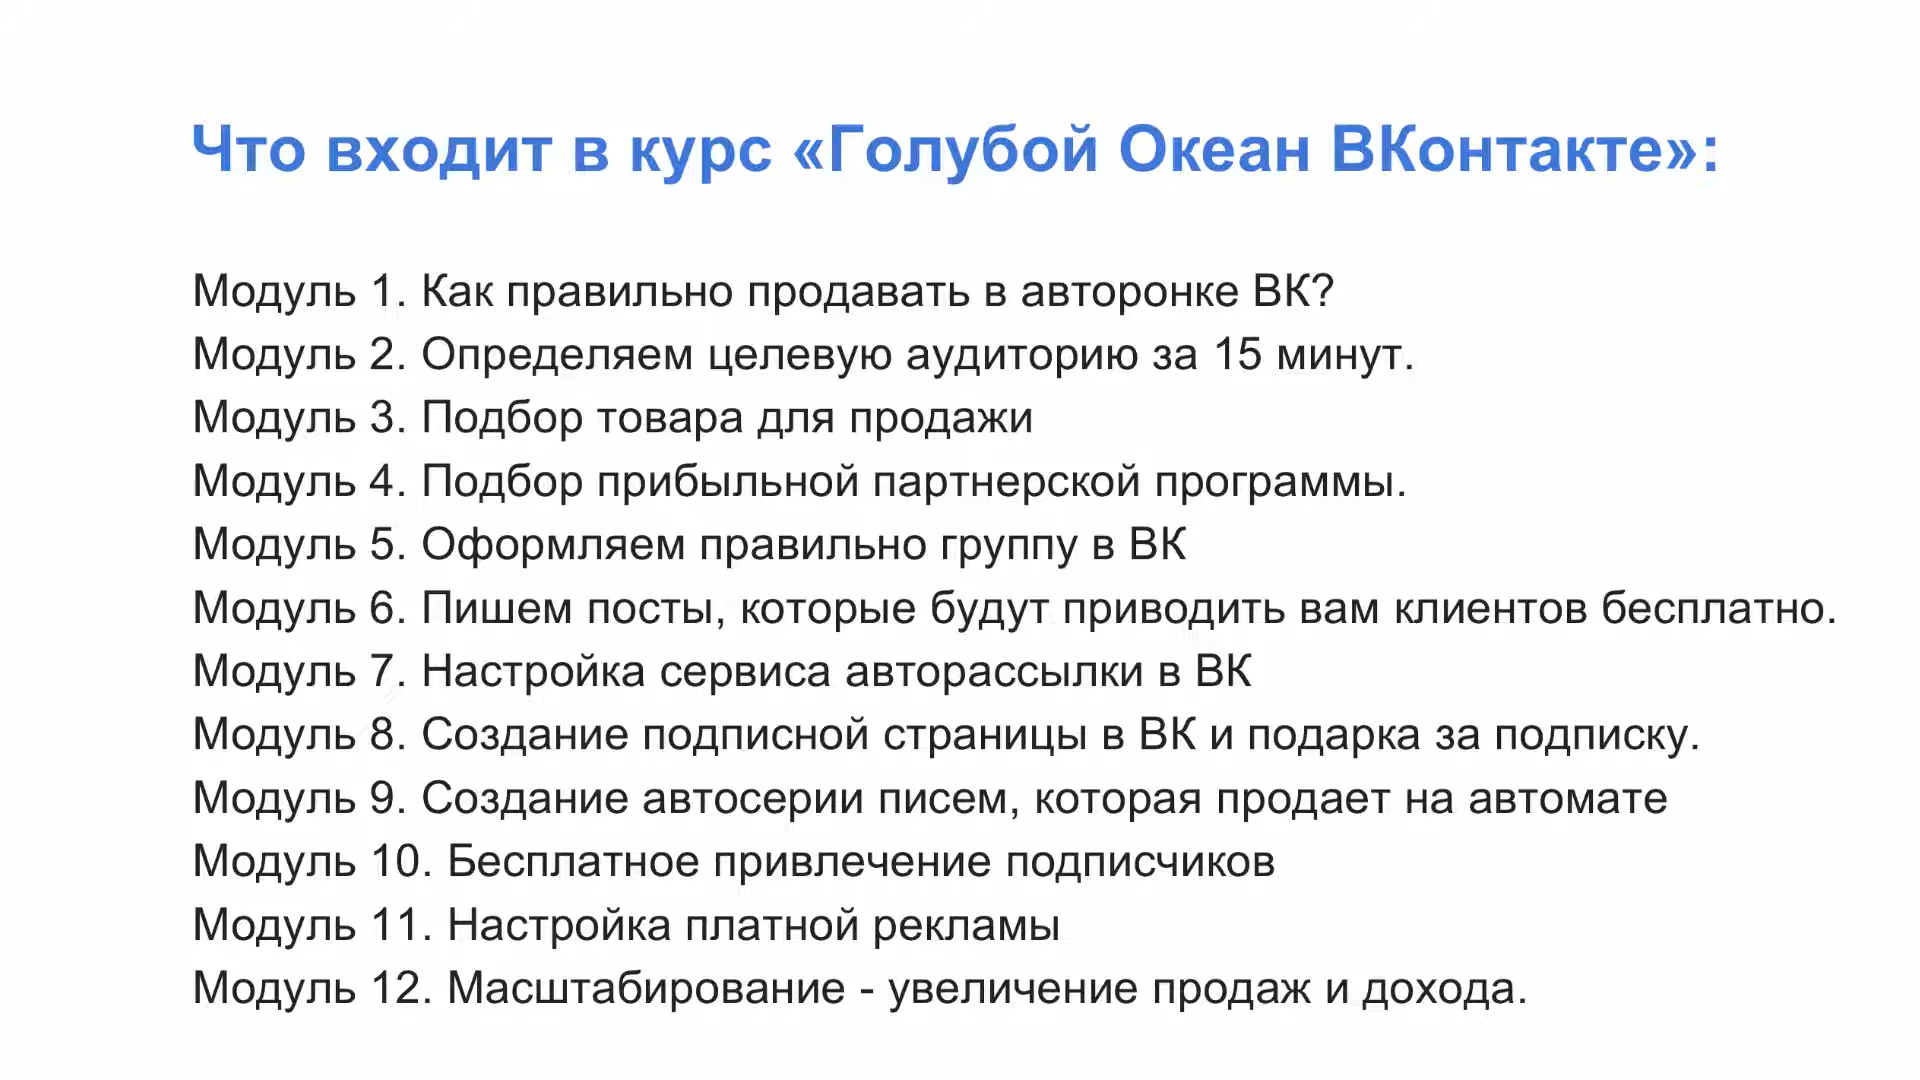 Что входит в курс «Голубой Океан ВКонтакте»:
Модуль 1. Как правильно продавать в авторонке ВК?
Модуль 2. Определяем целевую аудиторию за 15 минут.
Модуль 3. Подбор товара для продажи
Модуль 4. Подбор прибыльной партнерской программы.
Модуль 5. Оформляем правильно группу в ВК
Модуль 6. Пишем посты, которые будут приводить вам клиентов бесплатно.
Модуль 7. Настройка сервиса авторассылки в ВК
Модуль 8. Создание подписной страницы в ВК и подарка за подписку.
Модуль 9. Создание автосерии писем, которая продает на автомате
Модуль 10. Бесплатное привлечение подписчиков
Модуль 11. Настройка платной рекламы
Модуль 12. Масштабирование - увеличение продаж и дохода.